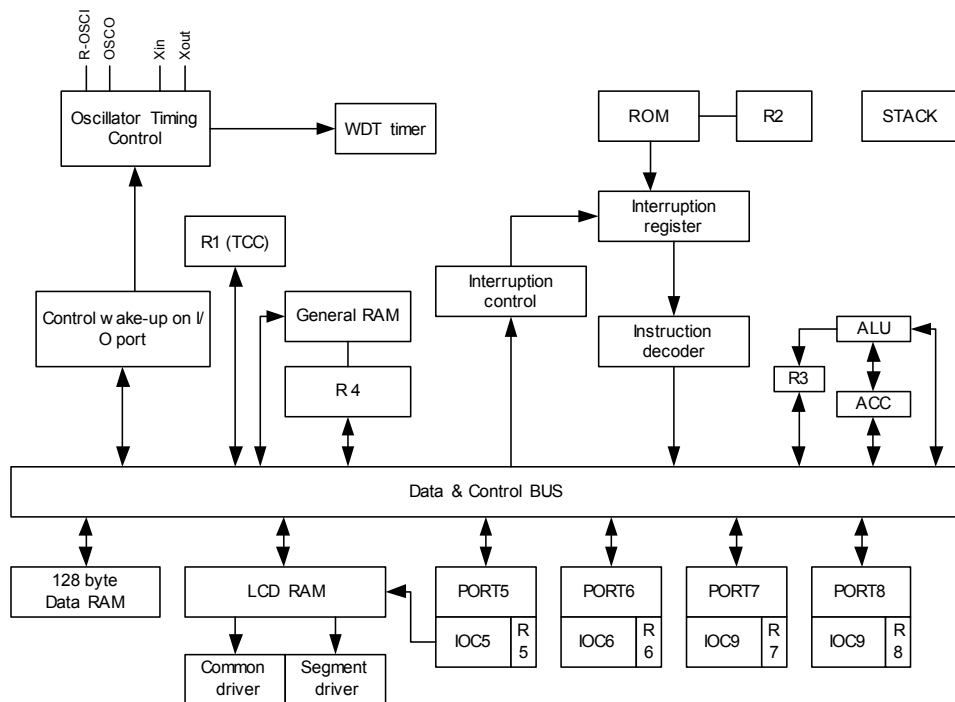 R-OSCI
OSCO
Xin
Xout
Oscillator Timing
Control
WDT timer
ROM
R2
STACK
Interruption
register
R1 (TCC)
Interruption
control
Control wake-up on I/
O port
General RAM
Instruction
decoder
ALU
R3
R 4
ACC
Data & Control BUS
128 byte
Data RAM
LCD RAM
PORT5
PORT6
PORT7
PORT8
IOC5
R
5
IOC6
R
6
IOC9
R
7
IOC9
R
8
Common
driver
Segment
driver